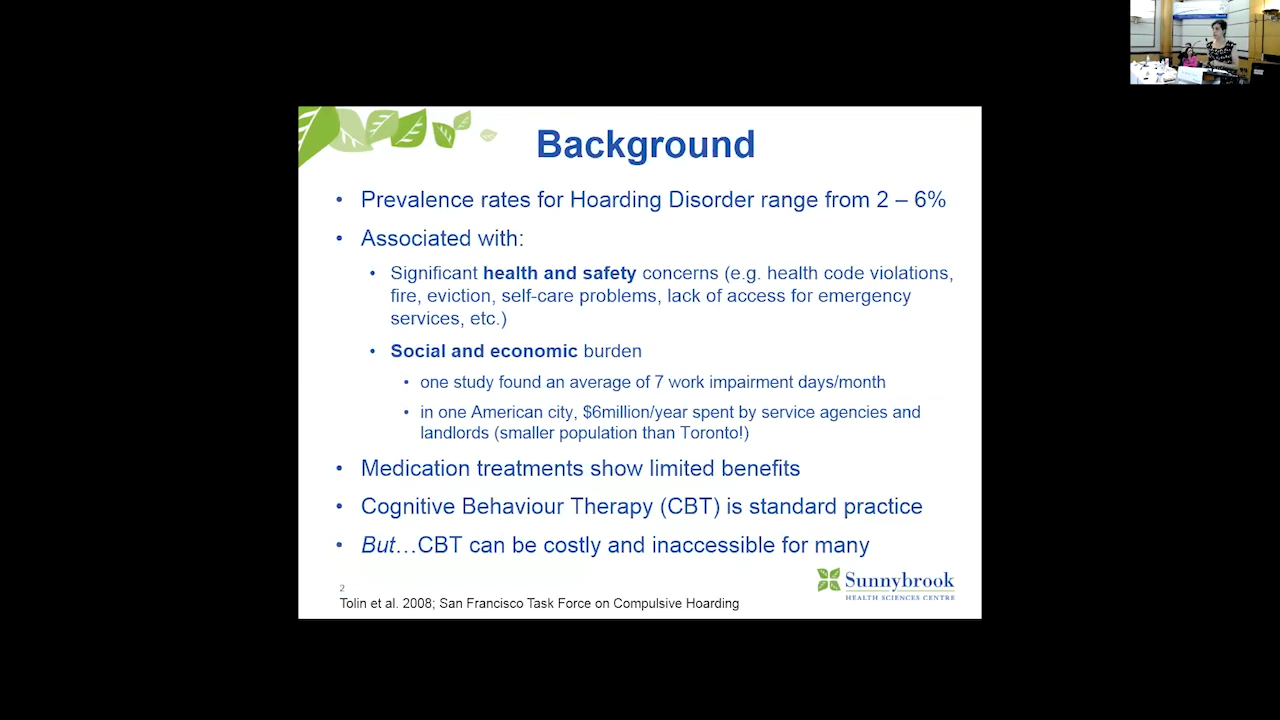 Background
• Prevalence rates for Hoarding Disorder range from 2 – 6%
• Associated with:
• Significant health and safety concerns (e.g. health code violations,
fire, eviction, self-care problems, lack of access for emergency
services, etc.)
• Social and economic burden
• one study found an average of 7 work impairment days/month
• in one American city, $6million/year spent by service agencies and
landlords (smaller population than Toronto!)
• Medication treatments show limited benefits
• Cognitive Behaviour Therapy (CBT) is standard practice
• But…CBT can be costly and inaccessible for many
2
Tolin et al. 2008; San Francisco Task Force on Compulsive Hoarding
Sunnybrook
HEALTH SCIENCES CENTRE